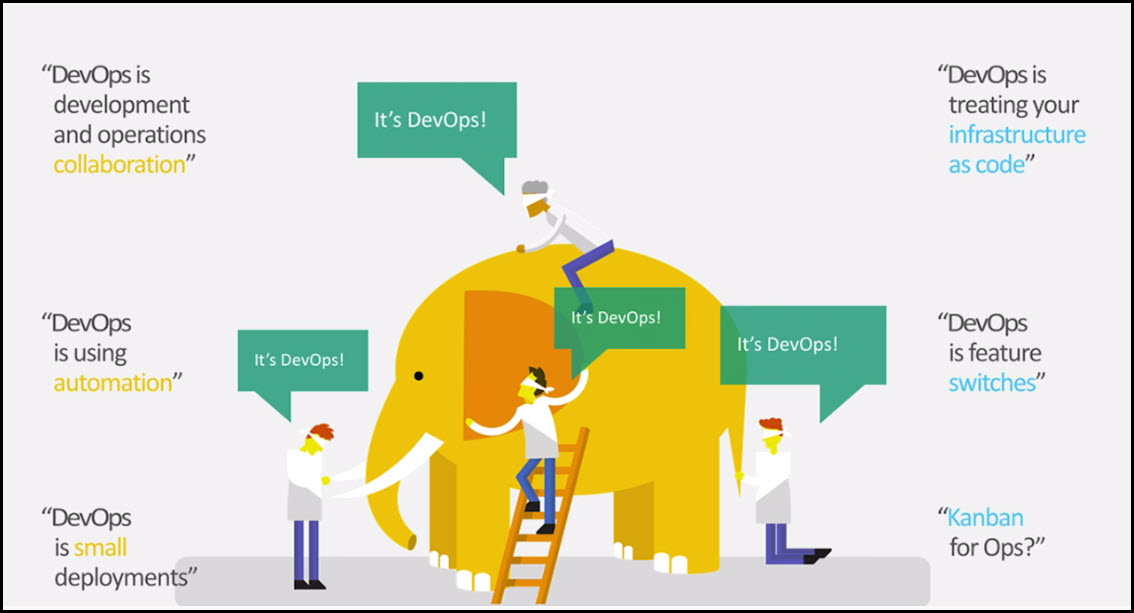 “DevOps is
development
and operations
collaboration”
“DevOps
is using
automation”
“DevOps
is small
deployments”
It’s DevOps!
It’s DevOps!
It’s DevOps!
It’s DevOps!
“DevOps is
treating your
infrastructure
as code”
“DevOps
is feature
switches”
“Kanban
for Ops?”